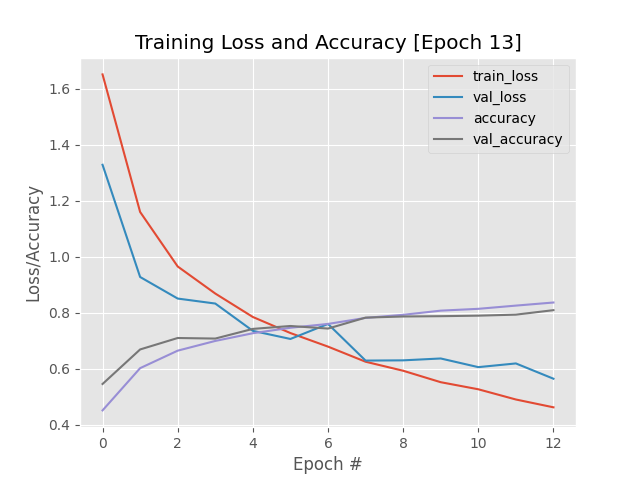 Training Loss and Accuracy [Epoch 13]
train_loss
val_loss
accuracy
val_accuracy
1.6
1.4
1.2
1.0
0.8
0.6
0.4
Loss/Accuracy
0 2 4 6 8 10 12
Epoch #